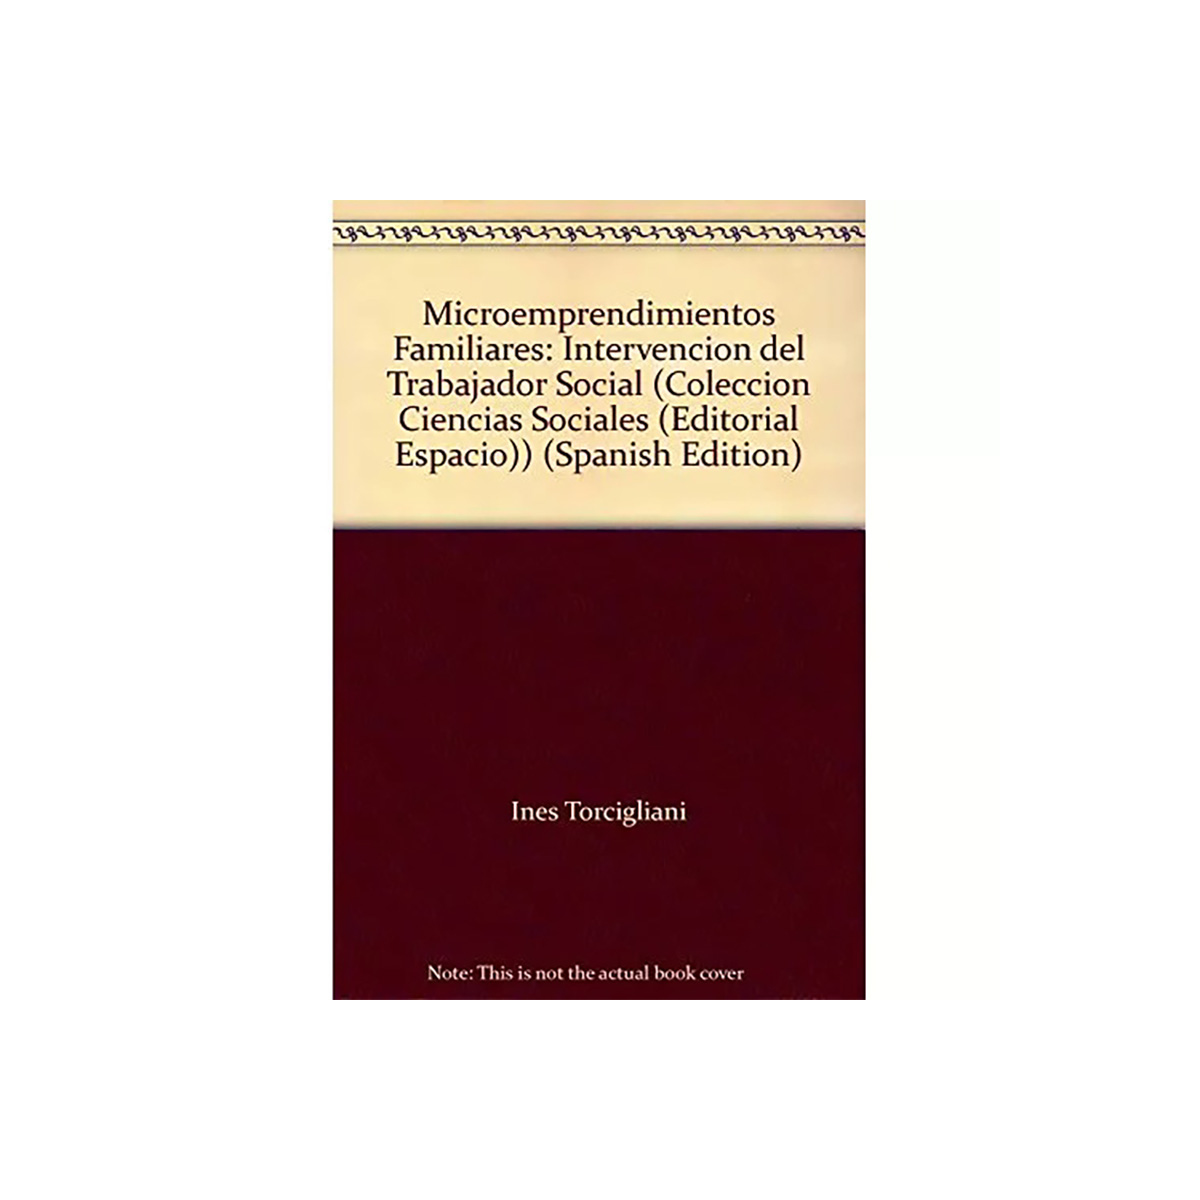 Microemprendimientos
Familiares: Intervencion del
Trabajador Social (Coleccion
Ciencias Sociales (Editorial
Espacio)) (Spanish Edition)
Ines Torcigliani
Note: This is not the actual book cover